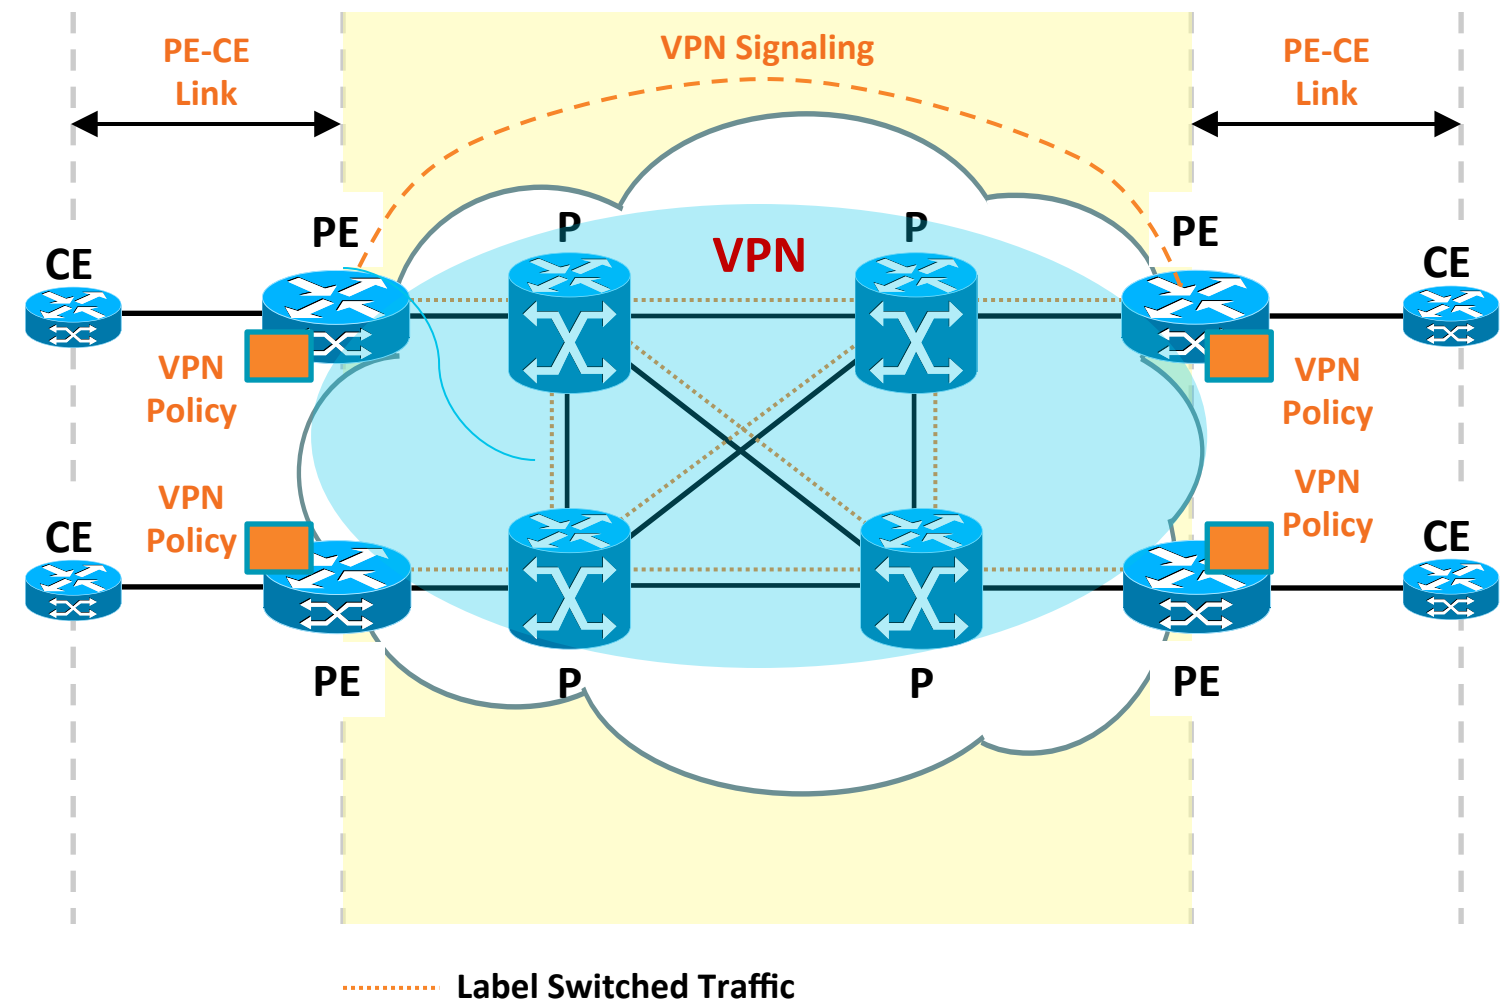 PE-CE
Link
VPN Signaling
PE-CE
Link
PE
P
VPN
P
PE
CE
CE
VPN
Policy
VPN
Policy
VPN
Policy
VPN
Policy
CE
CE
PE
P
P
PE
Label Switched Traffic